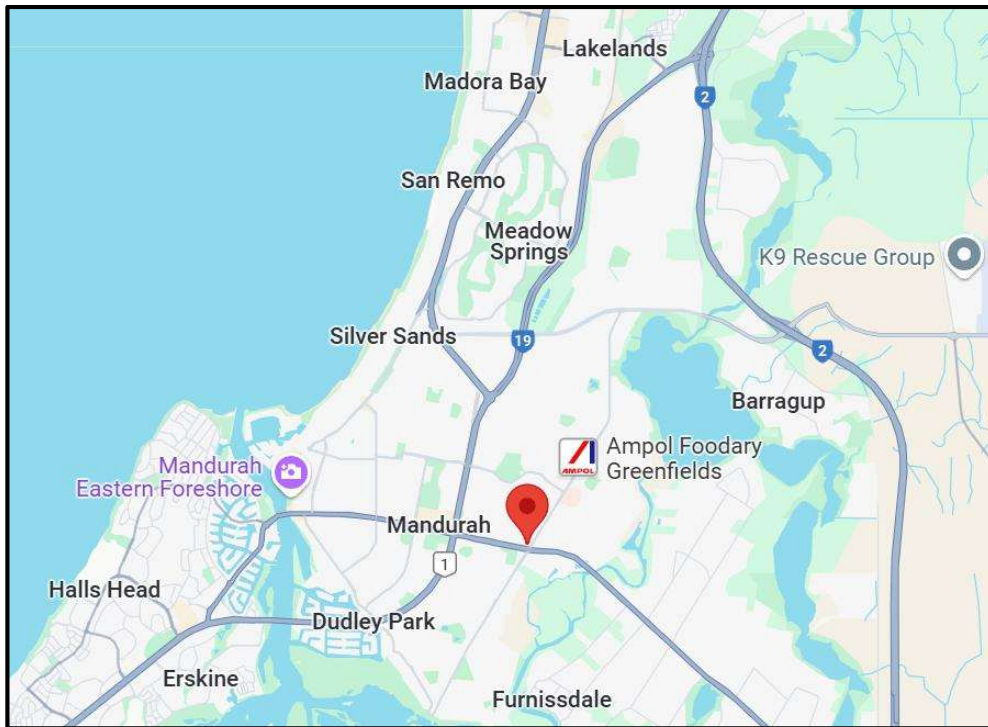 Lakelands
Madora Bay
2
San Remo
Meadow
Springs
K9 Rescue Group
Silver Sands
19
2
Barragup
Ampol Foodary
Greenfields
AMPOL
Mandurah
Eastern Foreshore
Mandurah
1
Halls Head
Dudley Park
Erskine
Furnissdale